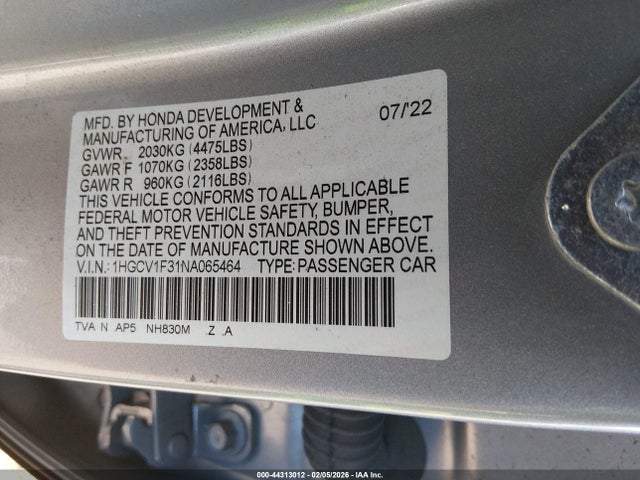 MFD. BY HONDA DEVELOPMENT &
MANUFACTURING OF AMERICA, LLC
07/'22
GVWR 2030KG (4475LBS)
GAWR F 1070KG (2358LBS)
GAWR R 960KG (2116LBS)
THIS VEHICLE CONFORMS TO ALL APPLICABLE
FEDERAL MOTOR VEHICLE SAFETY, BUMPER,
AND THEFT PREVENTION STANDARDS IN EFFECT
ON THE DATE OF MANUFACTURE SHOWN ABOVE.
V.I.N.: 1HGCV1F31NA065464 TYPE: PASSENGER CAR
TVA N AP5 NH830M .Z .A
000-44313012 - 02/05/2026 - IAA Inc.